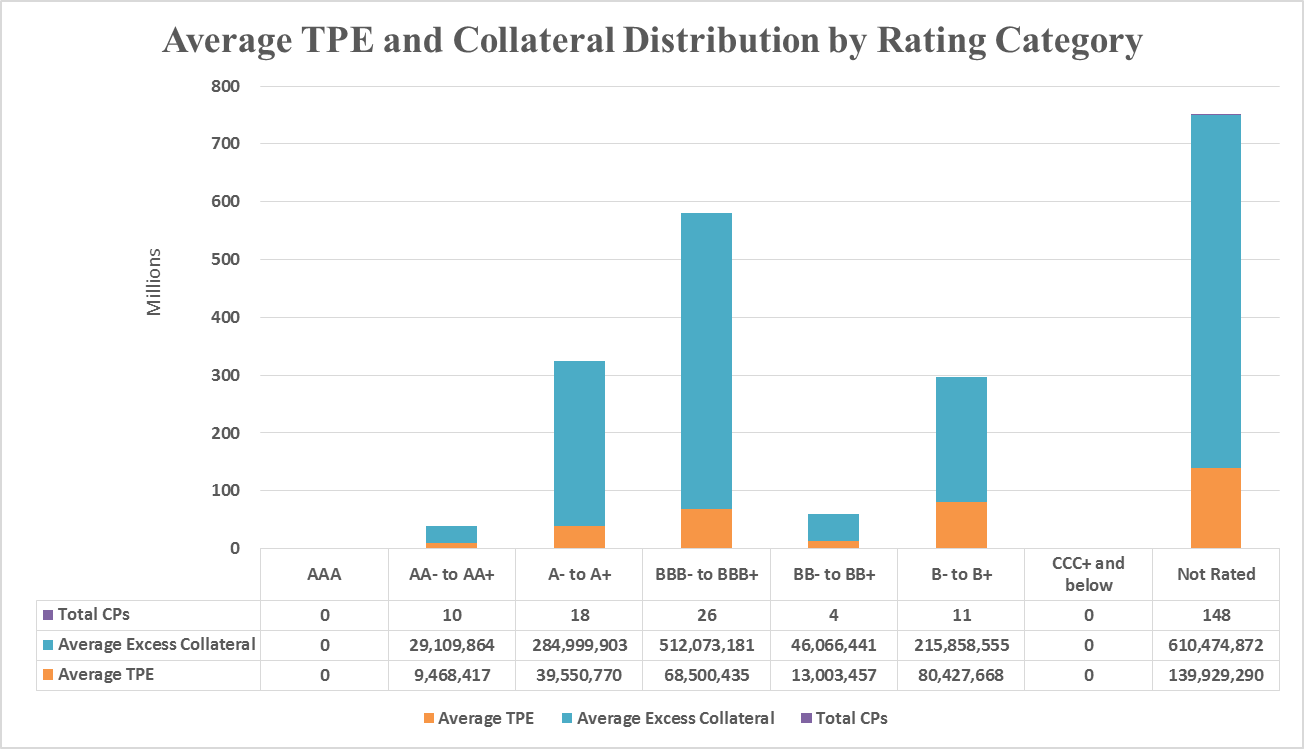 Average TPE and Collateral Distribution by Rating Category
800
700
600
500
400
300
200
100
0
Millions
AAA AA- to AA+ A- to A+ BBB- to BBB+ BB- to BB+ B- to B+ CCC+ and below Not Rated
Total CPs 0 10 18 26 4 11 0 148
Average Excess Collateral 0 29,109,864 284,999,903 512,073,181 46,066,441 215,858,555 0 610,474,872
Average TPE 0 9,468,417 39,550,770 68,500,435 13,003,457 80,427,668 0 139,929,290
Average TPE Average Excess Collateral Total CPs